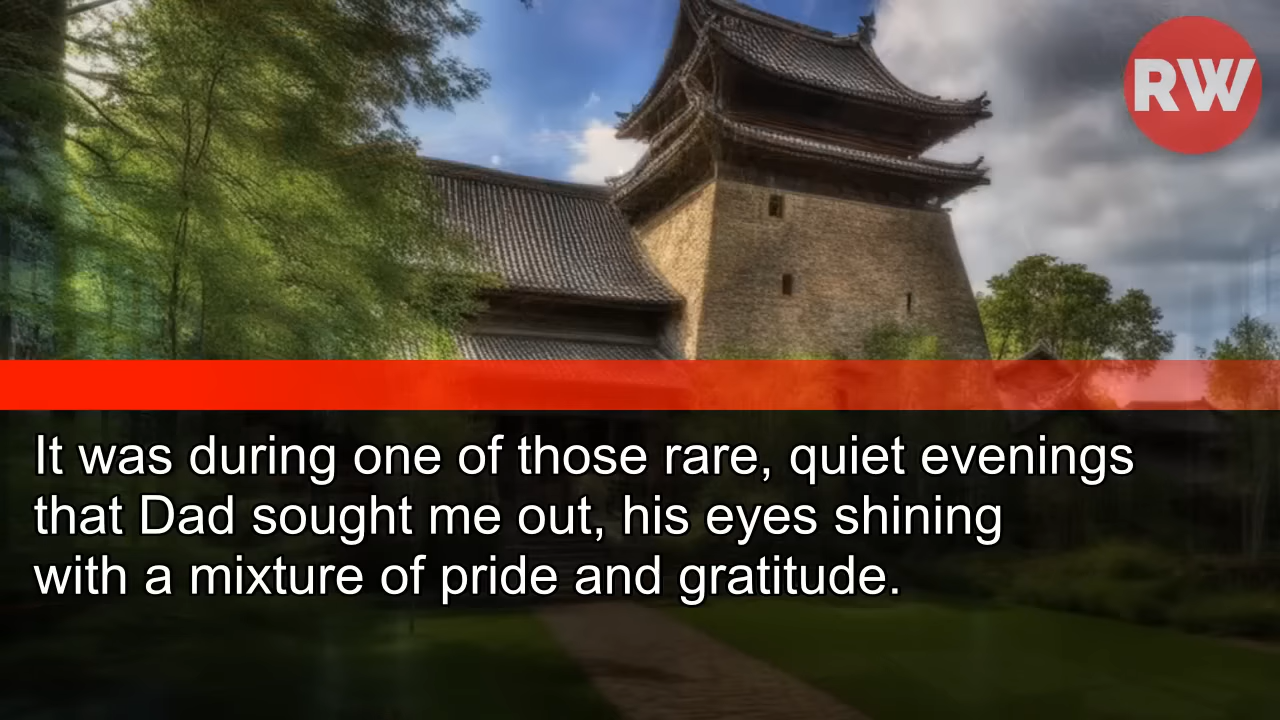 RW
It was during one of those rare, quiet evenings
that Dad sought me out, his eyes shining
with a mixture of pride and gratitude.